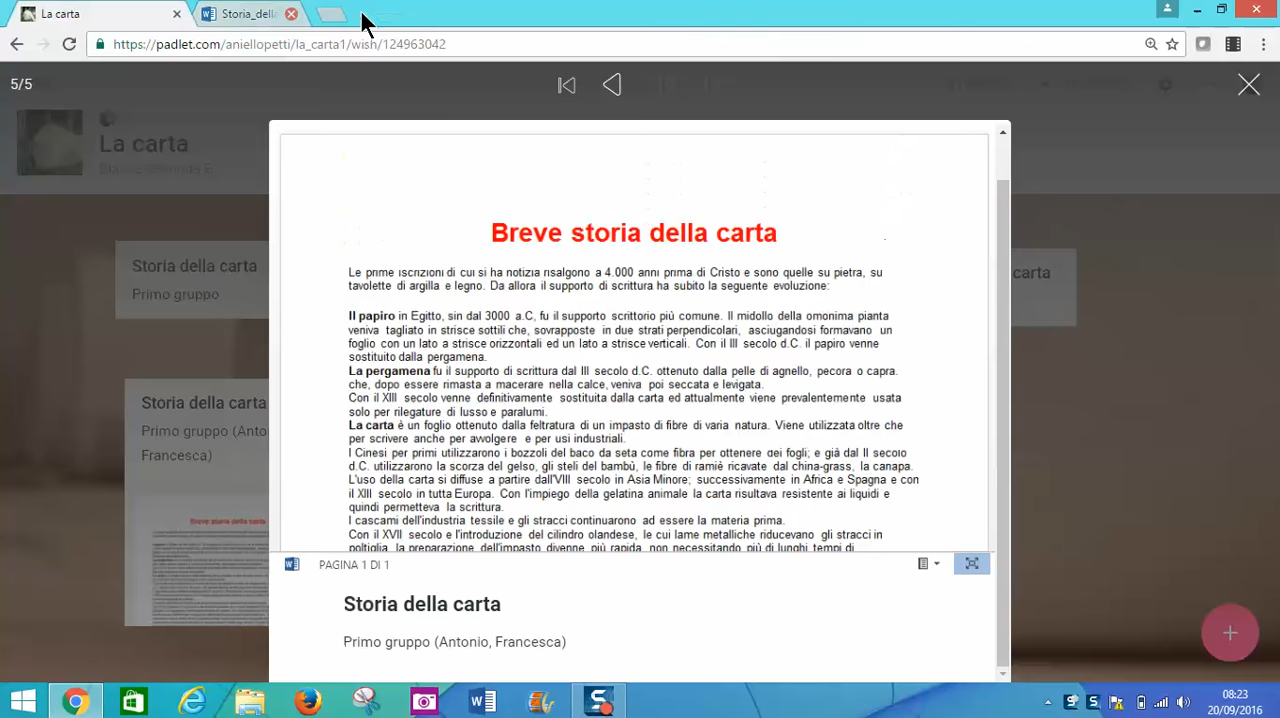 La carta
Storia_dell
https://padlet.com/aniellopetti/la_carta1/wish/124963042
5/5
La carta
Storia della carta
Primo gruppo
carta
Storia della carta
Primo gruppo (Anto
Francesca)
Breve storia della carta
Breve storia della carta
Le prime iscrizioni di cui si ha notizia risalgono a 4.000 anni prima di Cristo e sono quelle su pietra, su
tavolette di argilla e legno. Da allora il supporto di scrittura ha subito la seguente evoluzione:
Il papiro in Egitto, sin dal 3000 a.C, fu il supporto scrittorio più comune. Il midollo della omonima pianta
veniva tagliato in strisce sottili che, sovrapposte in due strati perpendicolari, asciugandosi formavano un
foglio con un lato a strisce orizzontali ed un lato a strisce verticali. Con il III secolo d.C. il papiro venne
sostituito dalla pergamena.
La pergamena fu il supporto di scrittura dal III secolo d.C. ottenuto dalla pelle di agnello, pecora o capra.
che, dopo essere rimasta a macerare nella calce, veniva poi seccata e levigata.
Con il XIII secolo venne definitivamente sostituita dalla carta ed attualmente viene prevalentemente usata
solo per rilegature di lusso e paralumi.
La carta è un foglio ottenuto dalla feltratura di un impasto di fibre di varia natura. Viene utilizzata oltre che
per scrivere anche per avvolgere e per usi industriali.
I Cinesi per primi utilizzarono i bozzoli del baco da seta come fibra per ottenere dei fogli; e già dal II secolo
d.C. utilizzarono la scorza del gelso, gli steli del bambù, le fibre di ramiè ricavate dal china-grass, la canapa.
L'uso della carta si diffuse a partire dall'VIII secolo in Asia Minore; successivamente in Africa e Spagna e con
il XIII secolo in tutta Europa. Con l'impiego della gelatina animale la carta risultava resistente ai liquidi e
quindi permetteva la scrittura.
I cascami dell'industria tessile e gli stracci continuarono ad essere la materia prima.
Con il XVII secolo e l'introduzione del cilindro olandese, le cui lame metalliche riducevano gli stracci in
poltiglia, la preparazione dell'impasto divenne più rapida, non necessitando più di lunghi tempi di
PAGINA 1 DI 1
Storia della carta
Primo gruppo (Antonio, Francesca)
08:23
20/09/2016